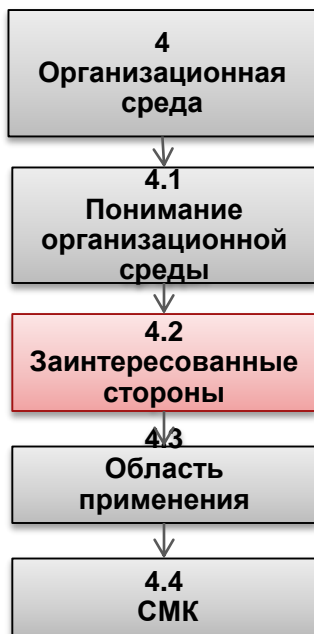 4
Организационная
среда
4.1
Понимание
организационной
среды
4.2
Заинтересованные
стороны
4.3
Область
применения
4.4
СМК